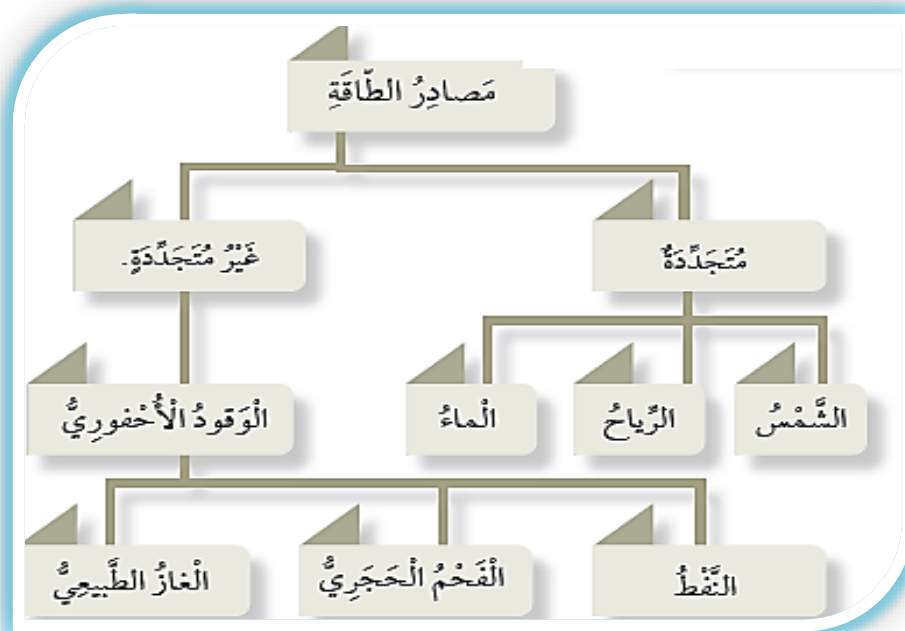 مَصادِرُ الطّاقَةِ
مُتَجَدِّدَةٌ
غَيْرُ مُتَجَدِّدَةٍ.
الشَّمْسُ
الرِّياحُ
الْماءُ
الْوَقودُ الْأُحْفورِيُّ
النَّفْطُ
الْفَحْمُ الْحَجَرِيُّ
الْغازُ الطَّبيعِيُّ